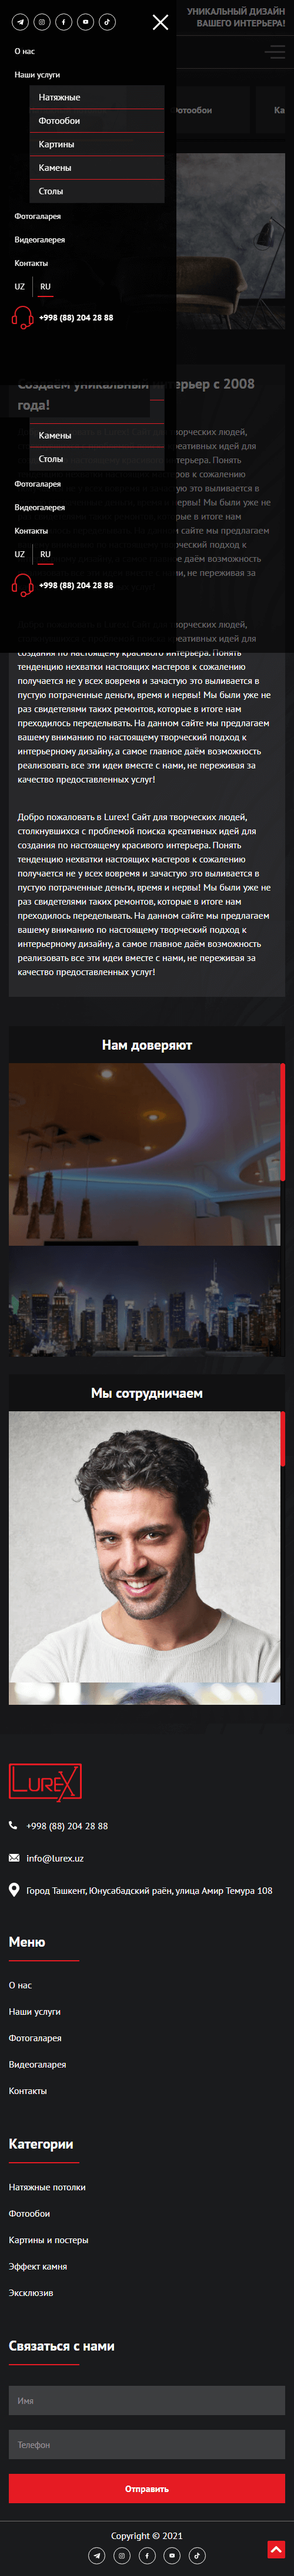 УНИКАЛЬНЫЙ ДИЗАЙН
ВАШЕГО ИНТЕРЬЕРА!
О нас
Наши услуги
Натяжные
Фотообои
Картины
Камены
Столы
Фотообои
Ка
Фотогаларея
Видеогалерея
Контакты
UZ
RU
+998 (88) 204 28 88
Создаем уникальный интерьер с 2008
года!
Камены
Столы
Фотогаларея
Видеогалерея
Контакты
UZ
RU
+998 (88) 204 28 88
создания по настоящему красивого интерьера. Понять
тенденцию нехватки настоящих мастеров к сожалению
получается не у всех вовремя и зачастую это выливается в
пустую потраченные деньги, время и нервы! Мы были уже не
раз свидетелями таких ремонтов, которые в итоге нам
преходилось переделывать. На данном сайте мы предлагаем
вашему вниманию по настоящему творческий подход к
интерьерному дизайну, а самое главное даём возможность
реализовать все эти идеи вместе с нами, не переживая за
качество предоставленных услуг!
Добро пожаловать в Lurex! Сайт для творческих людей,
столкнувшихся с проблемой поиска креативных идей для
создания по настоящему красивого интерьера. Понять
тенденцию нехватки настоящих мастеров к сожалению
получается не у всех вовремя и зачастую это выливается в
пустую потраченные деньги, время и нервы! Мы были уже не
раз свидетелями таких ремонтов, которые в итоге нам
преходилось переделывать. На данном сайте мы предлагаем
вашему вниманию по настоящему творческий подход к
интерьерному дизайну, а самое главное даём возможность
реализовать все эти идеи вместе с нами, не переживая за
качество предоставленных услуг!
Нам доверяют
Мы сотрудничаем
LUREX
+998 (88) 204 28 88
info@lurex.uz
Город Ташкент, Юнусабадский раён, улица Амир Темура 108
Меню
О нас
Наши услуги
Фотогаларея
Видеогаларея
Контакты
Категории
Натяжные потолки
Фотообои
Картины и постеры
Эффект камня
Эксклюзив
Связаться с нами
Имя
Телефон
Отправить
Copyright © 2021